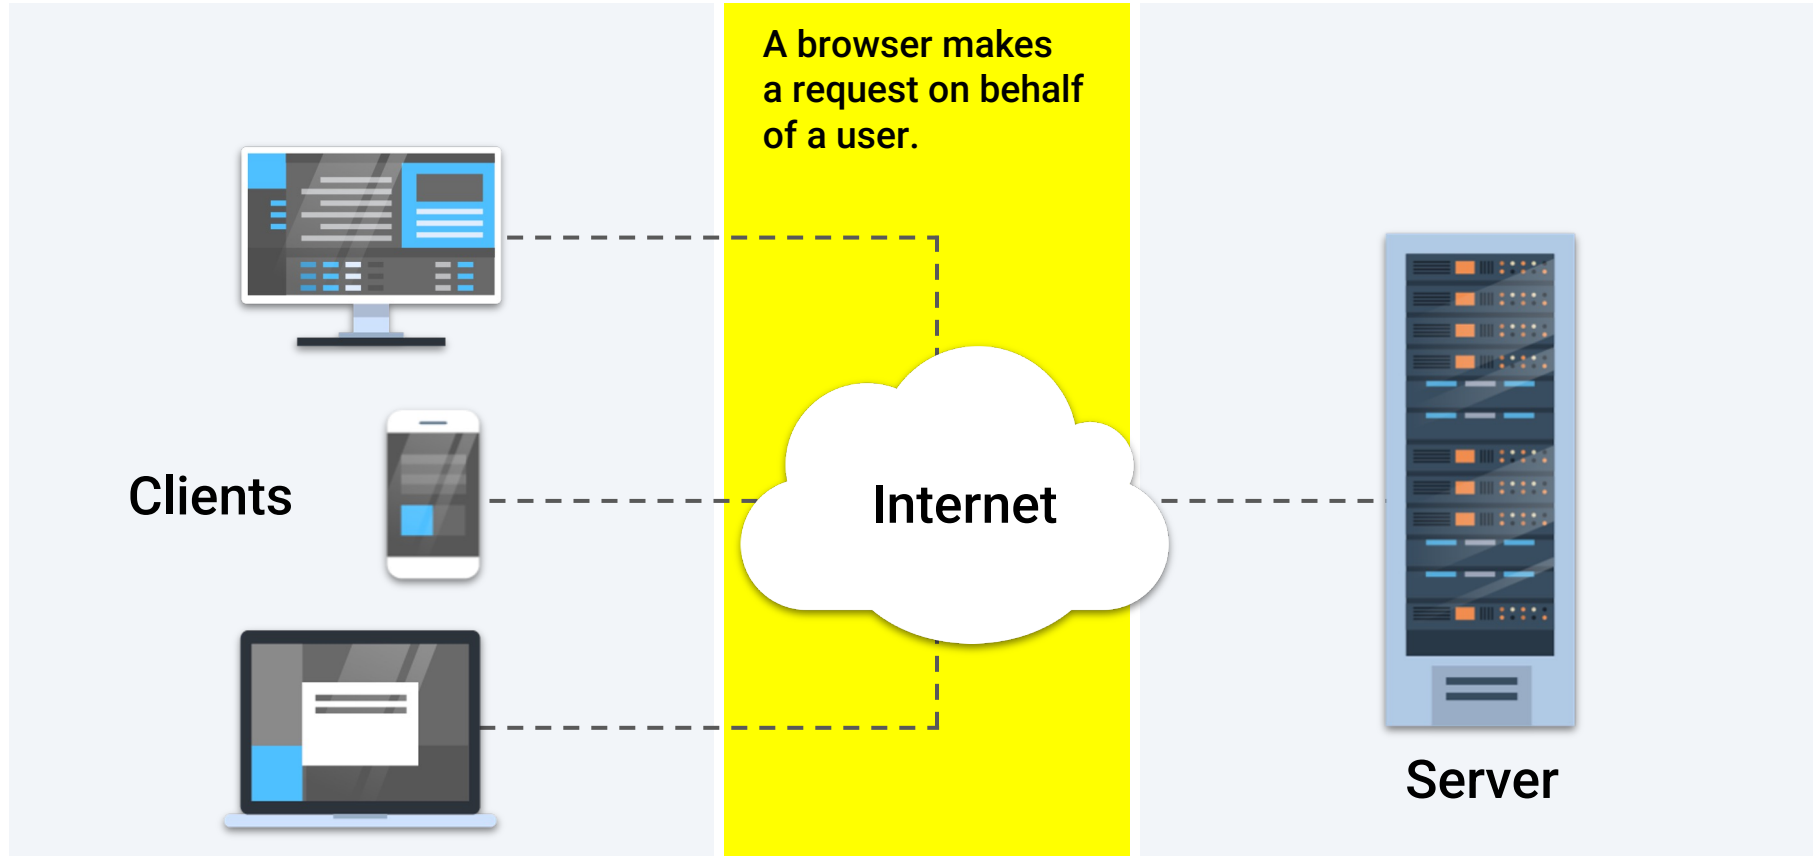 A browser makes
a request on behalf
of a user.
Clients
Internet
Server